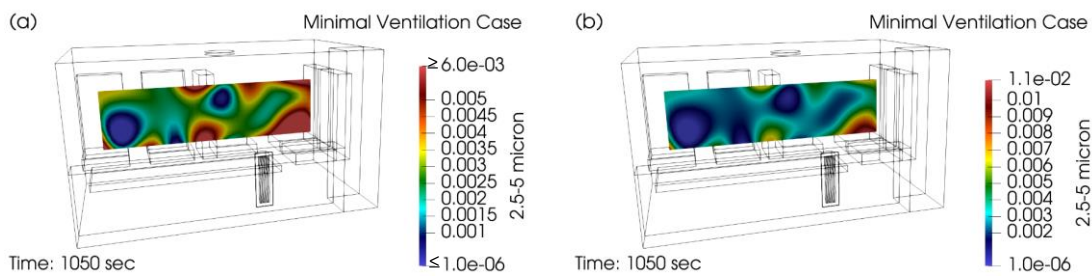 (a)
Minimal Ventilation Case
≥ 6.0e-03
0.005
0.0045
0.004
0.0035
0.003
0.0025
0.002
0.0015
0.001
≤ 1.0e-06
2.5-5 micron
Time: 1050 sec
(b)
Minimal Ventilation Case
1.1e-02
0.01
0.009
0.008
0.007
0.006
0.005
0.004
0.003
0.002
1.0e-06
2.5-5 micron
Time: 1050 sec